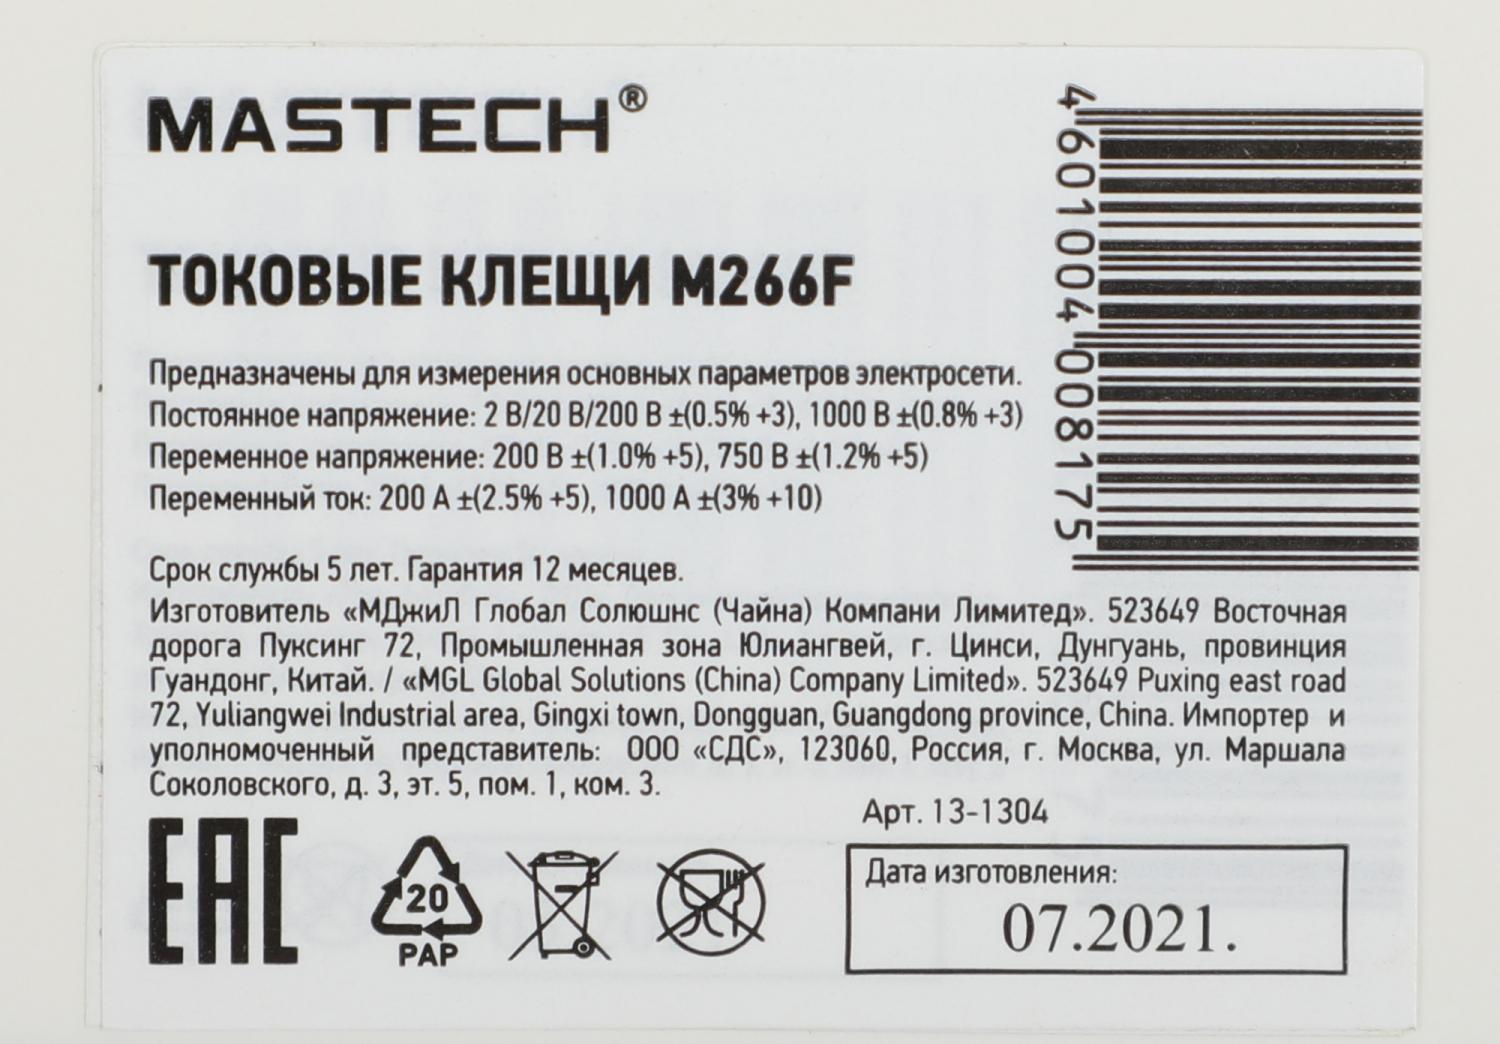 MASTECH®
ТОКОВЫЕ КЛЕЩИ M266F
Предназначены для измерения основных параметров электросети.
Постоянное напряжение: 2 В/20 В/200 В ±(0.5% +3), 1000 В ±(0.8% +3)
Переменное напряжение: 200 В ±(1.0% +5), 750 В ±(1.2% +5)
Переменный ток: 200 А ±(2.5% +5), 1000 А ±(3% +10)
Срок службы 5 лет. Гарантия 12 месяцев.
Изготовитель «МДжиЛ Глобал Солюшнс (Чайна) Компани Лимитед». 523649 Восточная
дорога Пуксинг 72, Промышленная зона Юлиангвей, г. Цинси, Дунгуань, провинция
Гуандонг, Китай. / «MGL Global Solutions (China) Company Limited». 523649 Puxing east road
72, Yuliangwei Industrial area, Gingxi town, Dongguan, Guangdong province, China. Импортер и
уполномоченный представитель: ООО «СДС», 123060, Россия, г. Москва, ул. Маршала
Соколовского, д. 3, эт. 5, пом. 1, ком. 3.
Арт. 13-1304
EAC
20
PAP
Дата изготовления:
07.2021.
4 601004 008175